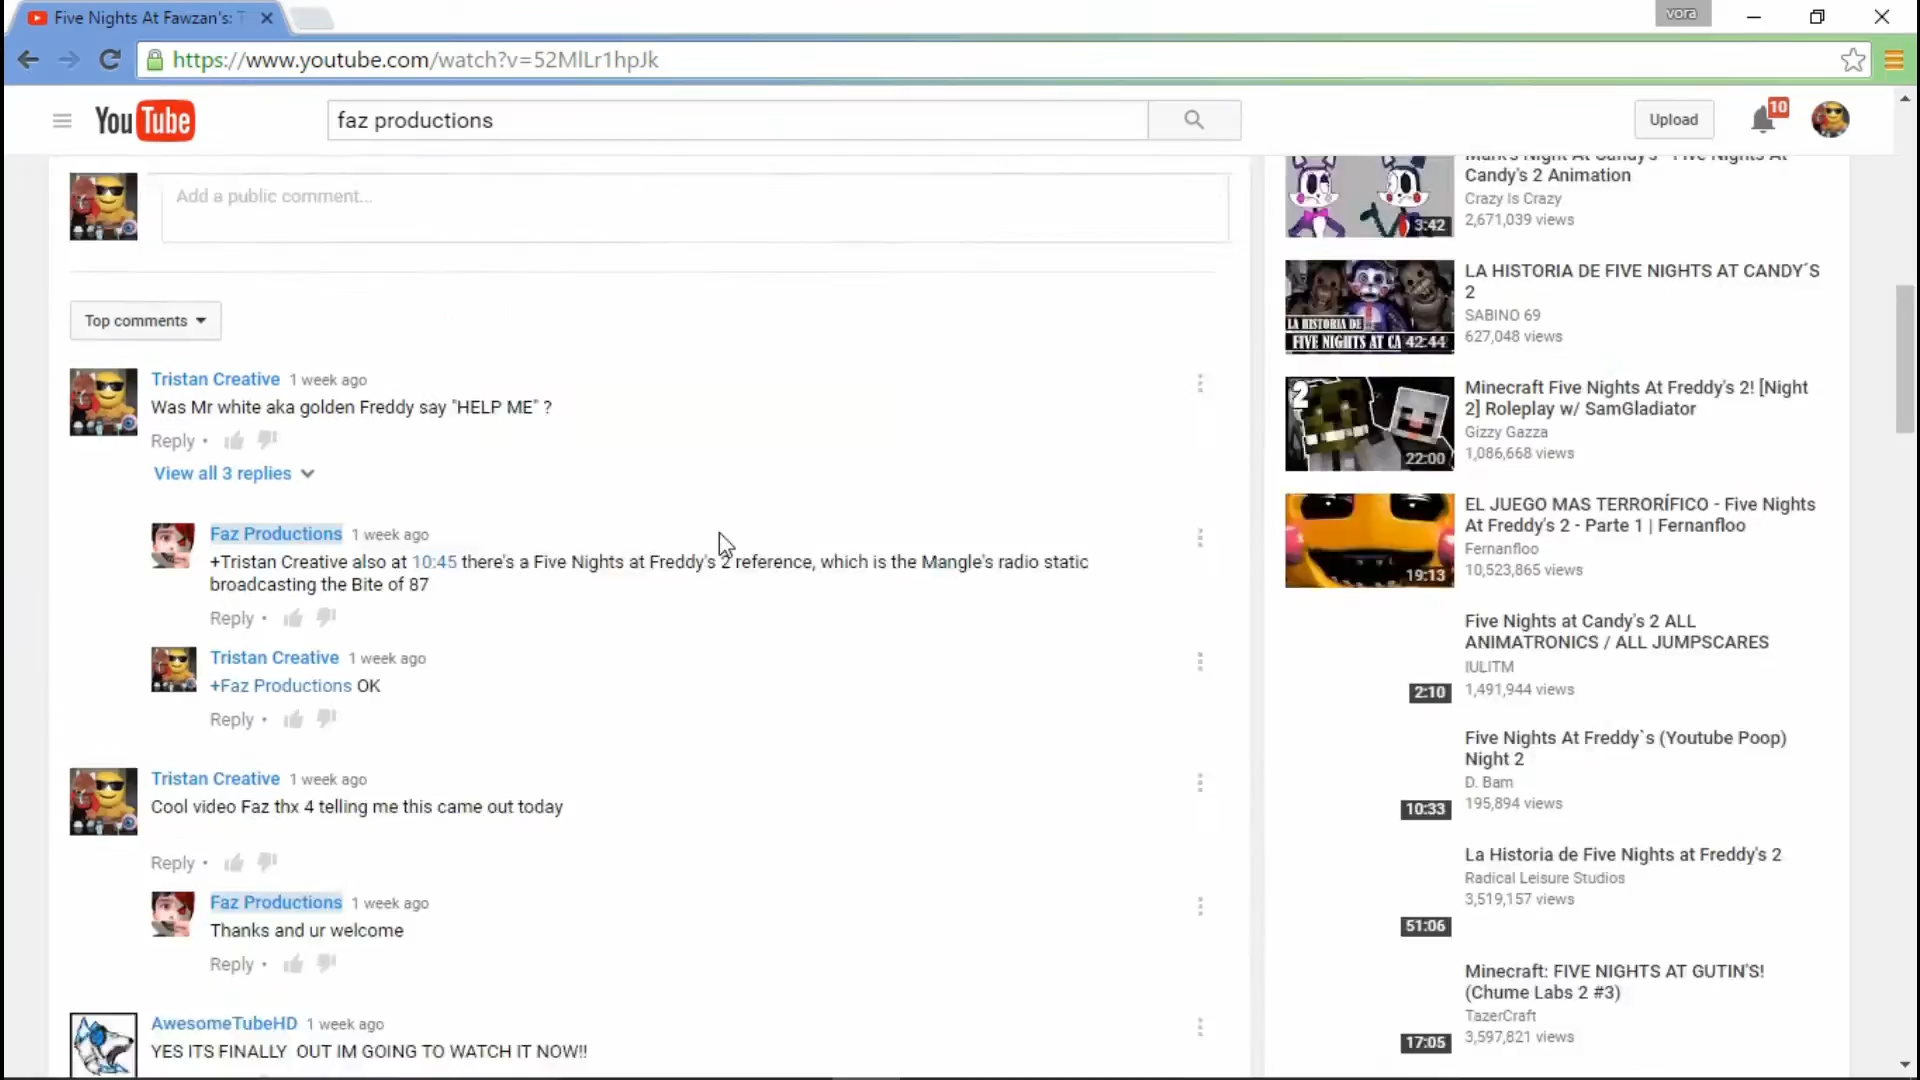 Five Nights At Fawzan's: T
vora
https://www.youtube.com/watch?v=52MlLr1hpJk
YouTube
faz productions
Upload
10
Add a public comment...
Top comments
Tristan Creative 1 week ago
Was Mr white aka golden Freddy say "HELP ME" ?
Reply •
View all 3 replies
Faz Productions 1 week ago
+Tristan Creative also at 10:45 there's a Five Nights at Freddy's 2 reference, which is the Mangle's radio static
broadcasting the Bite of 87
Reply •
Tristan Creative 1 week ago
+Faz Productions OK
Reply •
Tristan Creative 1 week ago
Cool video Faz thx 4 telling me this came out today
Reply •
Faz Productions 1 week ago
Thanks and ur welcome
Reply •
AwesomeTubeHD 1 week ago
YES ITS FINALLY OUT IM GOING TO WATCH IT NOW!!
Mark's Night At Candy's - Five Nights At
Candy's 2 Animation
Crazy Is Crazy
2,671,039 views
3:42
LA HISTORIA DE FIVE NIGHTS AT CANDY´S
2
SABINO 69
627,048 views
LA HISTORIA DE
FIVE NIGHTS AT CA
42:44
Minecraft Five Nights At Freddy's 2! [Night
2] Roleplay w/ SamGladiator
Gizzy Gazza
1,086,668 views
2
22:00
EL JUEGO MAS TERRORÍFICO - Five Nights
At Freddy's 2 - Parte 1 | Fernanfloo
Fernanfloo
10,523,865 views
19:13
Five Nights at Candy's 2 ALL
ANIMATRONICS / ALL JUMPSCARES
IULITM
1,491,944 views
2:10
Five Nights At Freddy`s (Youtube Poop)
Night 2
D. Bam
195,894 views
10:33
La Historia de Five Nights at Freddy's 2
Radical Leisure Studios
3,519,157 views
51:06
Minecraft: FIVE NIGHTS AT GUTIN'S!
(Chume Labs 2 #3)
TazerCraft
3,597,821 views
17:05